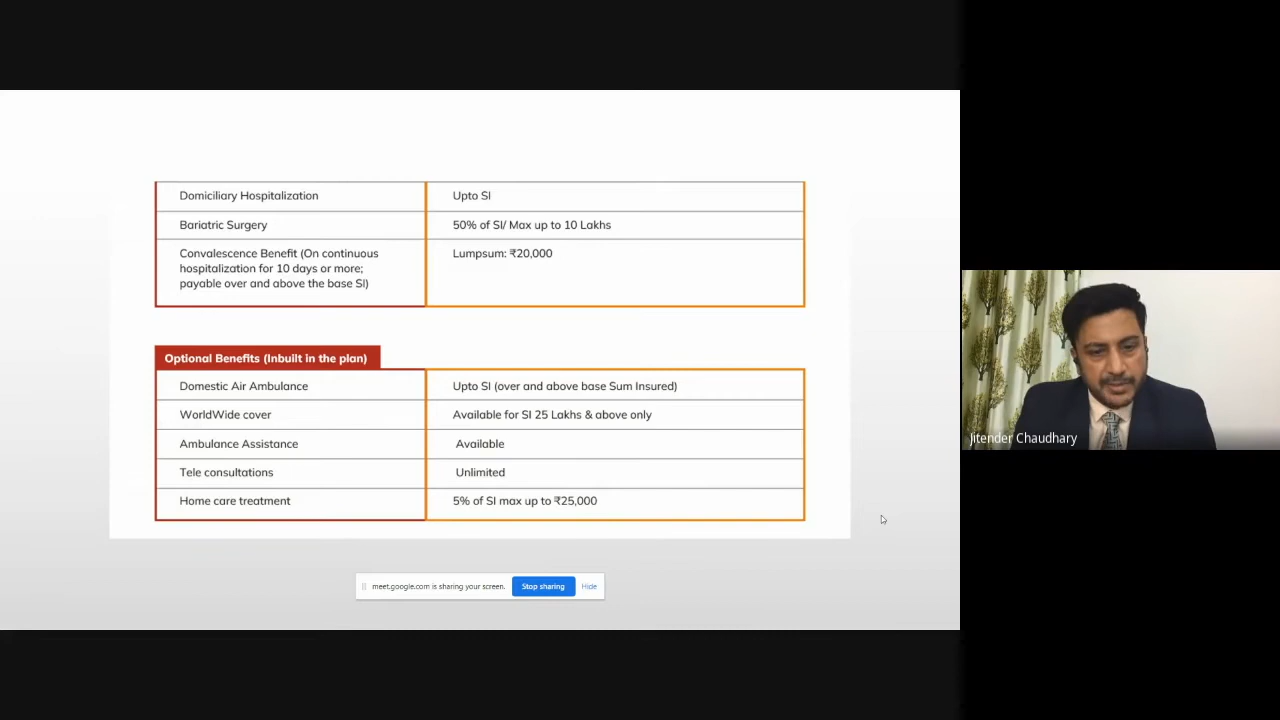 Domiciliary Hospitalization
Upto SI
Bariatric Surgery
50% of SI/ Max up to 10 Lakhs
Convalescence Benefit (On continuous
hospitalization for 10 days or more;
payable over and above the base SI)
Lumpsum: ₹20,000
Optional Benefits (Inbuilt in the plan)
Domestic Air Ambulance
Upto SI (over and above base Sum Insured)
WorldWide cover
Available for SI 25 Lakhs & above only
Ambulance Assistance
Available
Tele consultations
Unlimited
Home care treatment
5% of SI max up to ₹25,000
Jitender Chaudhary
meet.google.com is sharing your screen.
Stop sharing
Hide